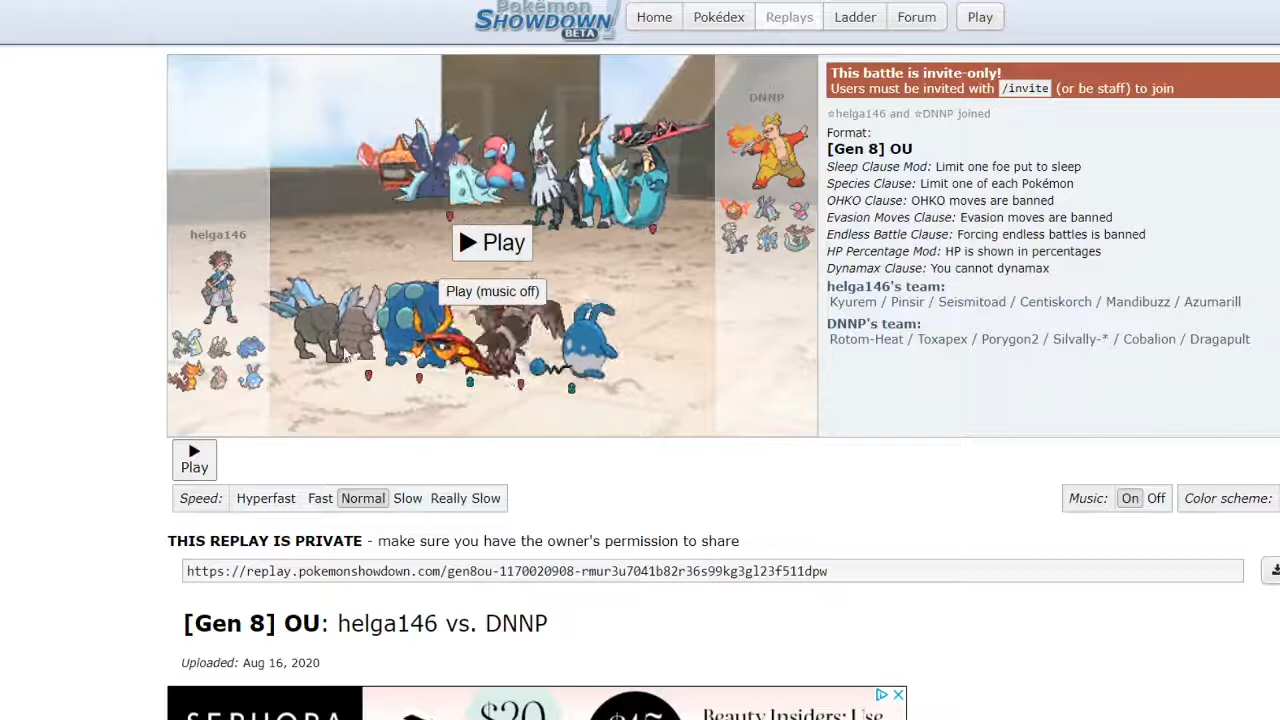 Pokémon
SHOWDOWN
BETA
Home
Pokédex
Replays
Ladder
Forum
Play
helga146
DNNP
Play
Play (music off)
This battle is invite-only!
Users must be invited with /invite (or be staff) to join
☆helga146 and ☆DNNP joined
Format:
[Gen 8] OU
Sleep Clause Mod: Limit one foe put to sleep
Species Clause: Limit one of each Pokémon
OHKO Clause: OHKO moves are banned
Evasion Moves Clause: Evasion moves are banned
Endless Battle Clause: Forcing endless battles is banned
HP Percentage Mod: HP is shown in percentages
Dynamax Clause: You cannot dynamax
helga146's team:
Kyurem / Pinsir / Seismitoad / Centiskorch / Mandibuzz / Azumarill
DNNP's team:
Rotom-Heat / Toxapex / Porygon2 / Silvally-* / Cobalion / Dragapult
Play
Speed: Hyperfast Fast Normal Slow Really Slow
Music: On Off
Color scheme:
THIS REPLAY IS PRIVATE - make sure you have the owner's permission to share
https://replay.pokemonshowdown.com/gen8ou-1170020908-rmur3u7041b82r36s99kg3gl23f511dpw
[Gen 8] OU: helga146 vs. DNNP
Uploaded: Aug 16, 2020
SEPHORA
$20
Beauty Insiders: Use